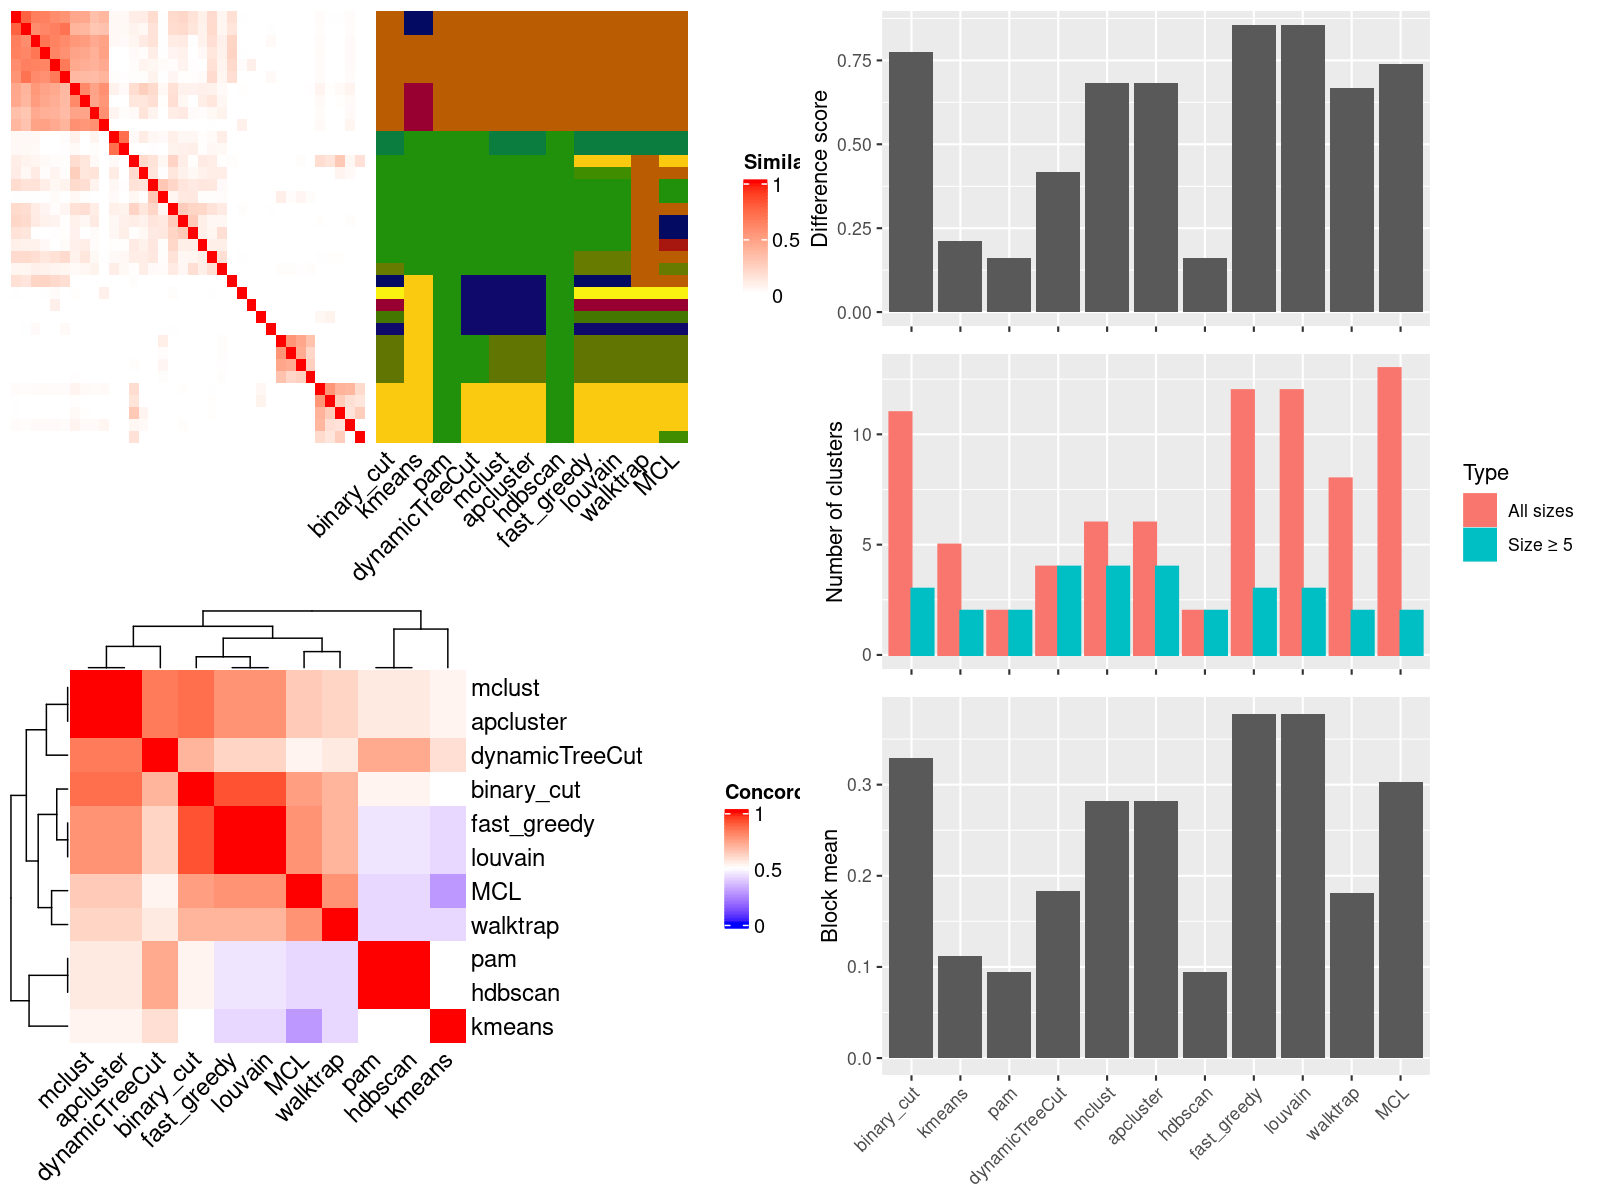 Simila
1
0.5
0
binary_cut
kmeans
pam
dynamicTreeCut
mclust
apcluster
hdbscan
fast_greedy
louvain
walktrap
MCL
Difference score
0.75
0.50
0.25
0.00
Number of clusters
10
5
0
Type
All sizes
Size ≥ 5
Block mean
0.3
0.2
0.1
0.0
binary_cut
kmeans
pam
dynamicTreeCut
mclust
apcluster
hdbscan
fast_greedy
louvain
walktrap
MCL
mclust
apcluster
dynamicTreeCut
binary_cut
fast_greedy
louvain
MCL
walktrap
pam
hdbscan
kmeans
mclust
apcluster
dynamicTreeCut
binary_cut
fast_greedy
louvain
MCL
walktrap
pam
hdbscan
kmeans
Concord
1
0.5
0